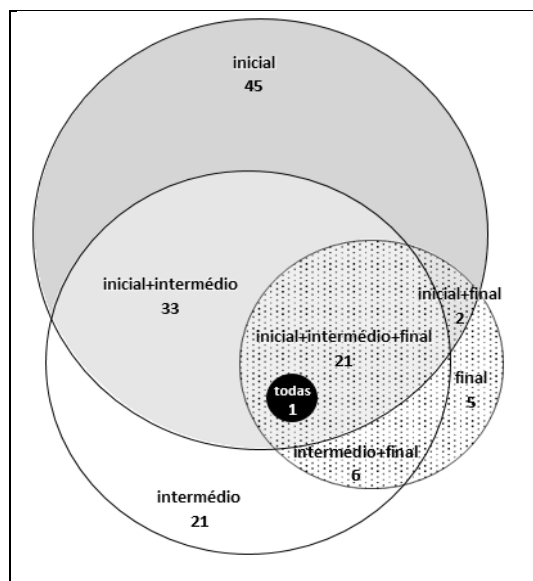 inicial
45
inicial+intermédio
33
inicial+final
2
inicial+intermédio+final
21
todas
1
final
5
intermédio+final
6
intermédio
21